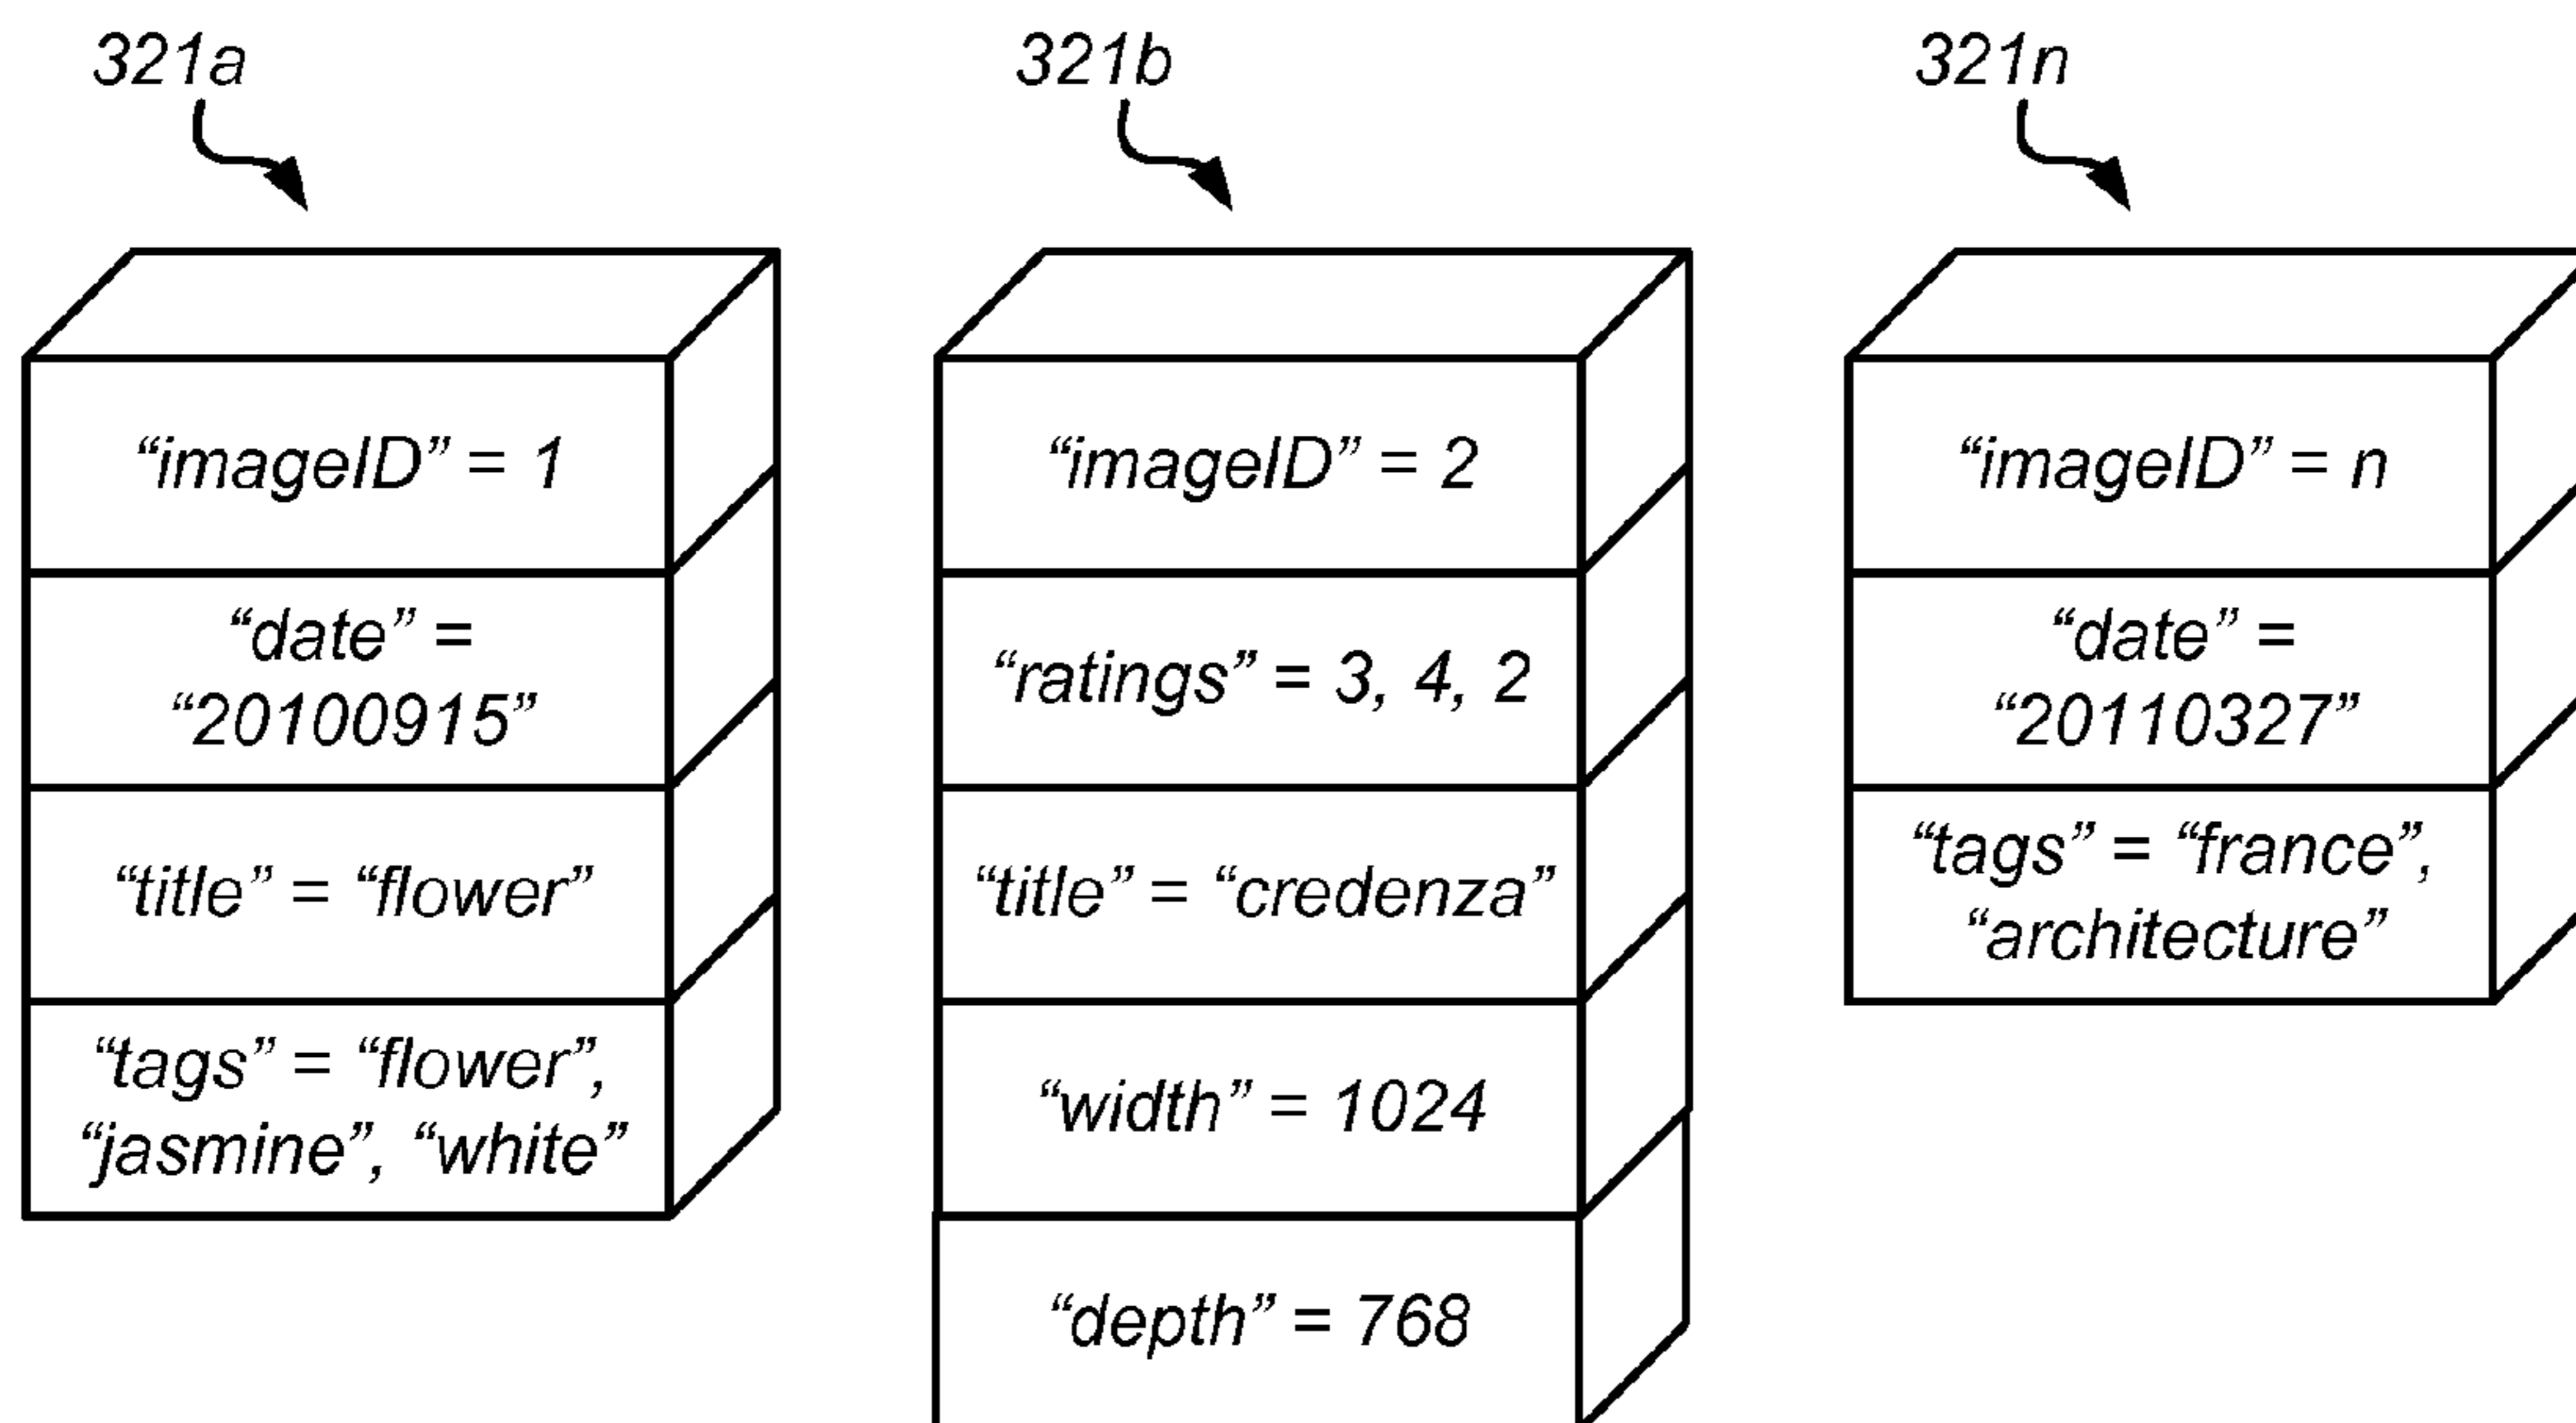 321a
321b
321n
“imageID” = 1
“date” =
“20100915”
“title” = “flower”
“tags” = “flower”,
“jasmine”, “white”
“imageID” = 2
“ratings” = 3, 4, 2
“title” = “credenza”
“width” = 1024
“depth” = 768
“imageID” = n
“date” =
“20110327”
“tags” = “france”,
“architecture”